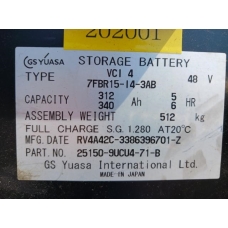 202001
GS YUASA STORAGE BATTERY
TYPE VCI 4 48 V
7FBR15-I4-3AB
CAPACITY 312 Ah 5 HR
340 6
ASSEMBLY WEIGHT 512 kg
FULL CHARGE S.G. 1.280 AT20°C
MFG. DATE RV4A42C-3386396701-Z
PART.NO. 25150-9UCU4-71-B
GS Yuasa International Ltd.
MADE IN JAPAN